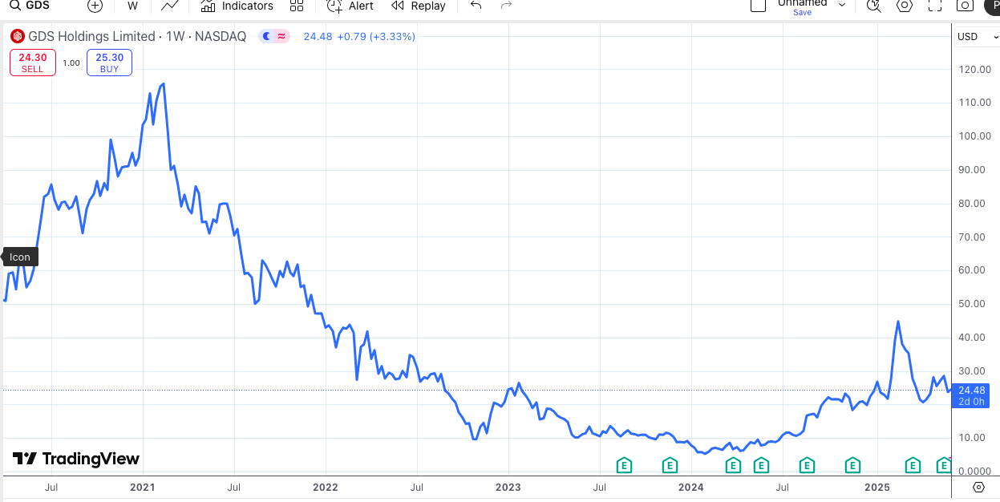 GDS
W
Indicators
Alert
Replay
Unnamed
Save
P
GDS Holdings Limited · 1W · NASDAQ
24.48 +0.79 (+3.33%)
USD
24.30
SELL
1.00
25.30
BUY
120.00
110.00
100.00
90.00
80.00
70.00
Icon
60.00
50.00
40.00
30.00
24.48
2d 0h
10.00
TradingView
E
E
E
E
E
E
E
E
0.0000
Jul
2021
Jul
2022
Jul
2023
Jul
2024
Jul
2025